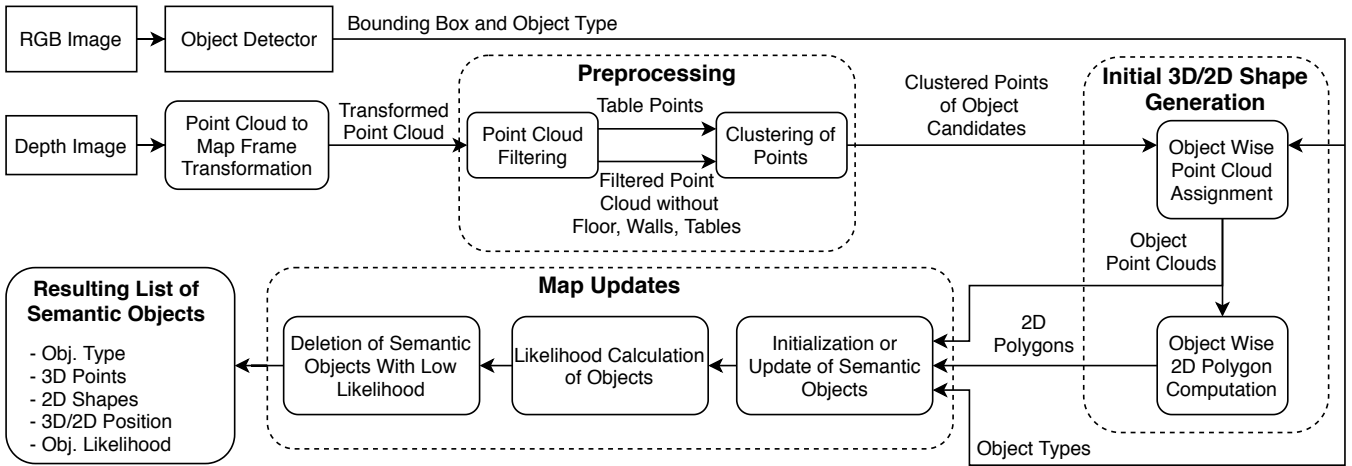 RGB Image
Object Detector
Bounding Box and Object Type
Depth Image
Point Cloud to
Map Frame
Transformation
Transformed
Point Cloud
Preprocessing
Point Cloud
Filtering
Table Points
Filtered Point
Cloud without
Floor, Walls, Tables
Clustering of
Points
Clustered Points
of Object
Candidates
Initial 3D/2D Shape
Generation
Object Wise
Point Cloud
Assignment
Object
Point Clouds
Object Wise
2D Polygon
Computation
2D
Polygons
Object Types
Map Updates
Initialization or
Update of Semantic
Objects
Likelihood Calculation
of Objects
Deletion of Semantic
Objects With Low
Likelihood
Resulting List of
Semantic Objects
- Obj. Type
- 3D Points
- 2D Shapes
- 3D/2D Position
- Obj. Likelihood